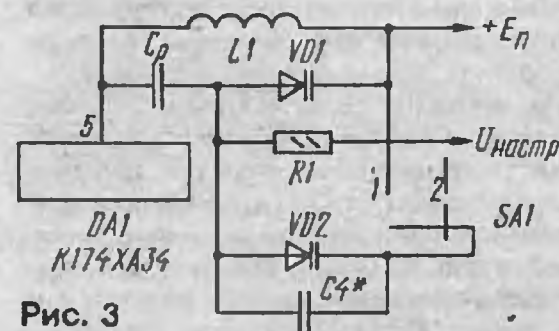 Cр L1 VD1 +Eп
5 R1 Uнастр
1 2
DA1 VD2 SA1
К174ХА34 C4*
Рис. 3